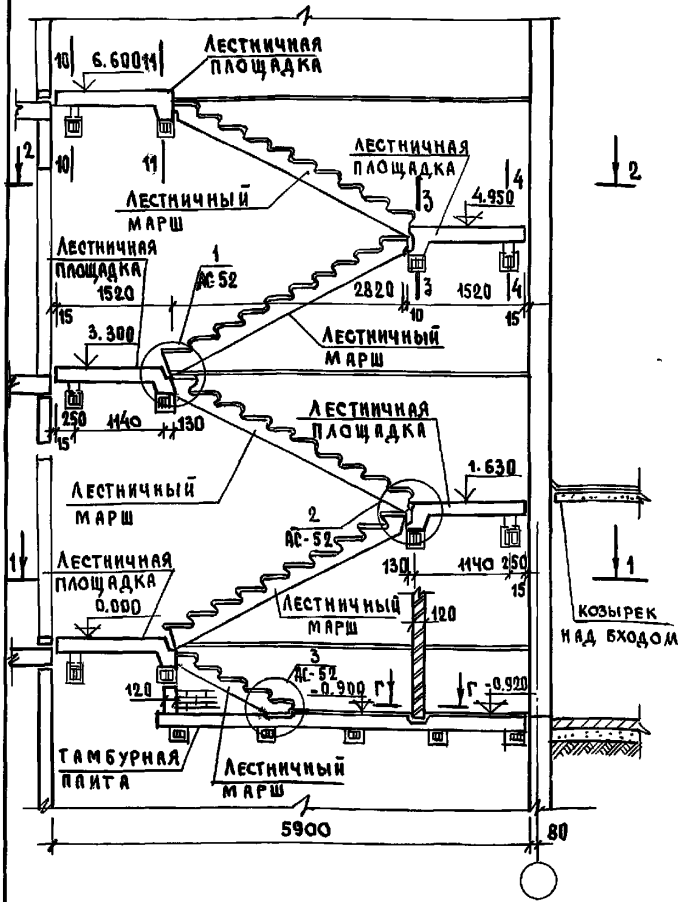 10
6.600
11
ЛЕСТНИЧНАЯ
ПЛОЩАДКА
2
10
11
ЛЕСТНИЧНАЯ
ПЛОЩАДКА
3
4
2
4.950
ЛЕСТНИЧНЫЙ
МАРШ
ЛЕСТНИЧНАЯ
ПЛОЩАДКА
1
АС 52
1520
15
2820
10
3
1520
4
15
3.300
ЛЕСТНИЧНЫЙ
МАРШ
250
15
1140
130
ЛЕСТНИЧНАЯ
ПЛОЩАДКА
1.630
ЛЕСТНИЧНЫЙ
МАРШ
2
АС-52
1
ЛЕСТНИЧНАЯ
ПЛОЩАДКА
0.000
130
1140
250
15
1
ЛЕСТНИЧНЫЙ
МАРШ
120
КОЗЫРЕК
НАД ВХОДОМ
3
АС-52
120
-0.900
Г
Г
-0.920
ТАМБУРНАЯ
ПЛИТА
ЛЕСТНИЧНЫЙ
МАРШ
5900
80